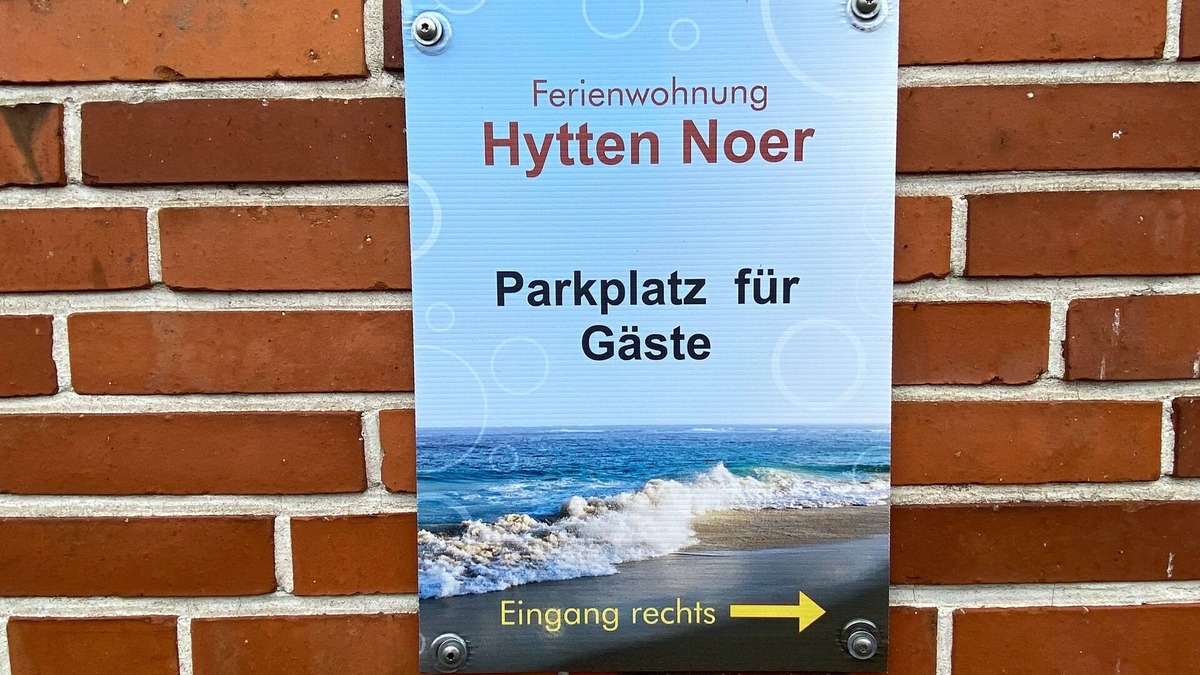 Ferienwohnung
Hytten Noer
Parkplatz für
Gäste
Eingang rechts